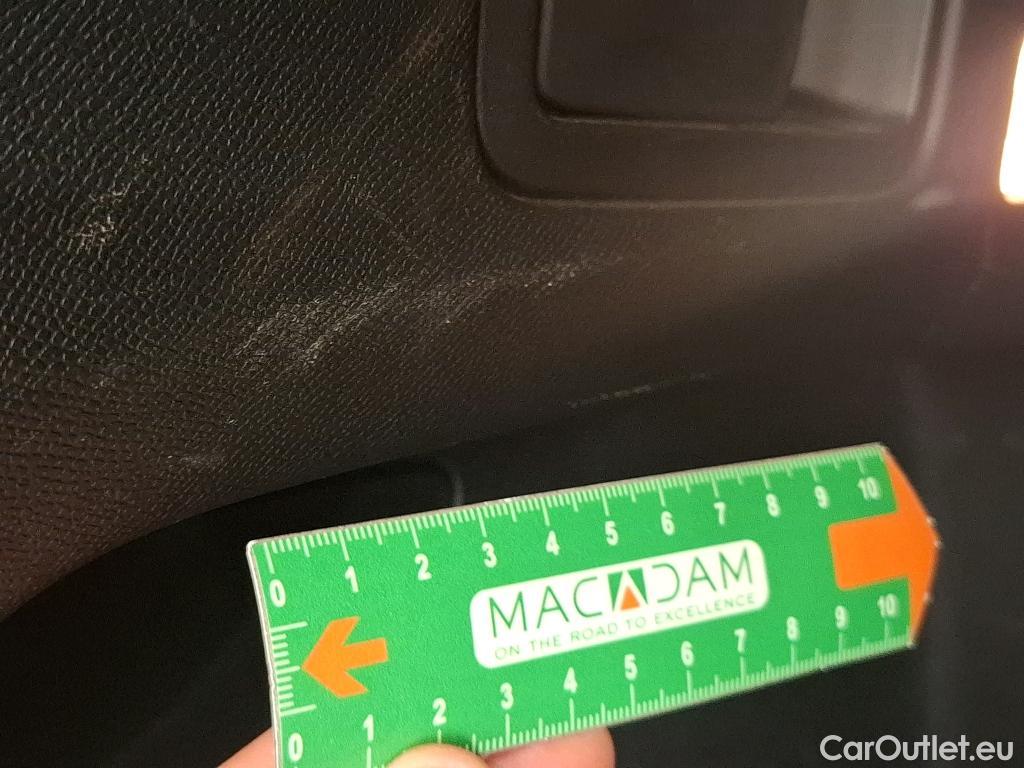 0 1 2 3 4 5 6 7 8 9 10
MACADAM
ON THE ROAD TO EXCELLENCE
0 1 2 3 4 5 6 7 8 9 10
CarOutlet.eu